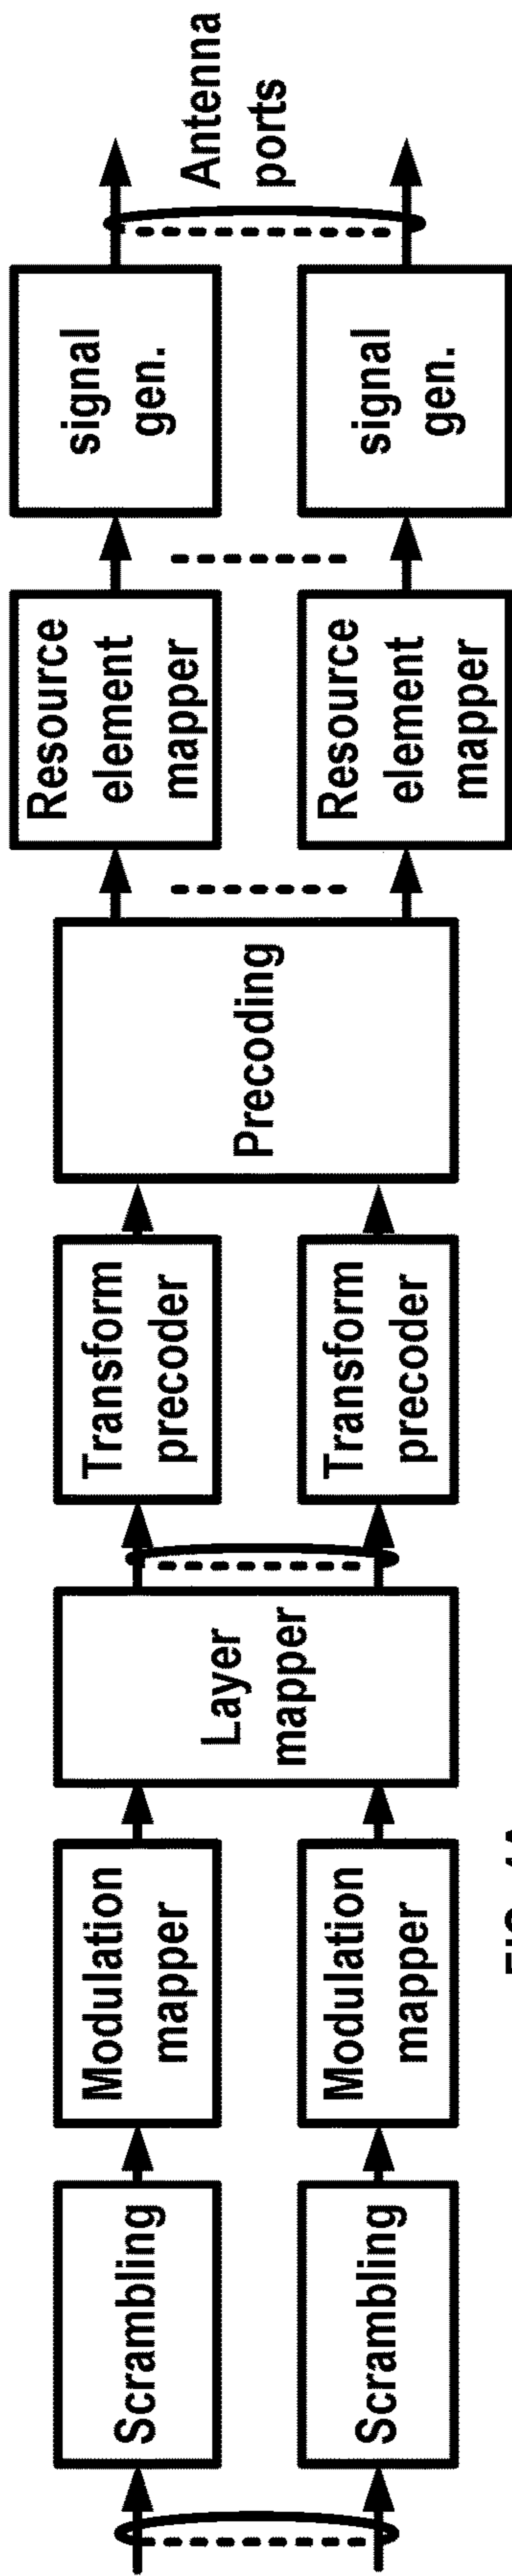 Scrambling
Modulation
mapper
Layer
mapper
Transform
precoder
Precoding
Resource
element
mapper
signal
gen.
Antenna
ports
Scrambling
Modulation
mapper
Transform
precoder
Resource
element
mapper
signal
gen.